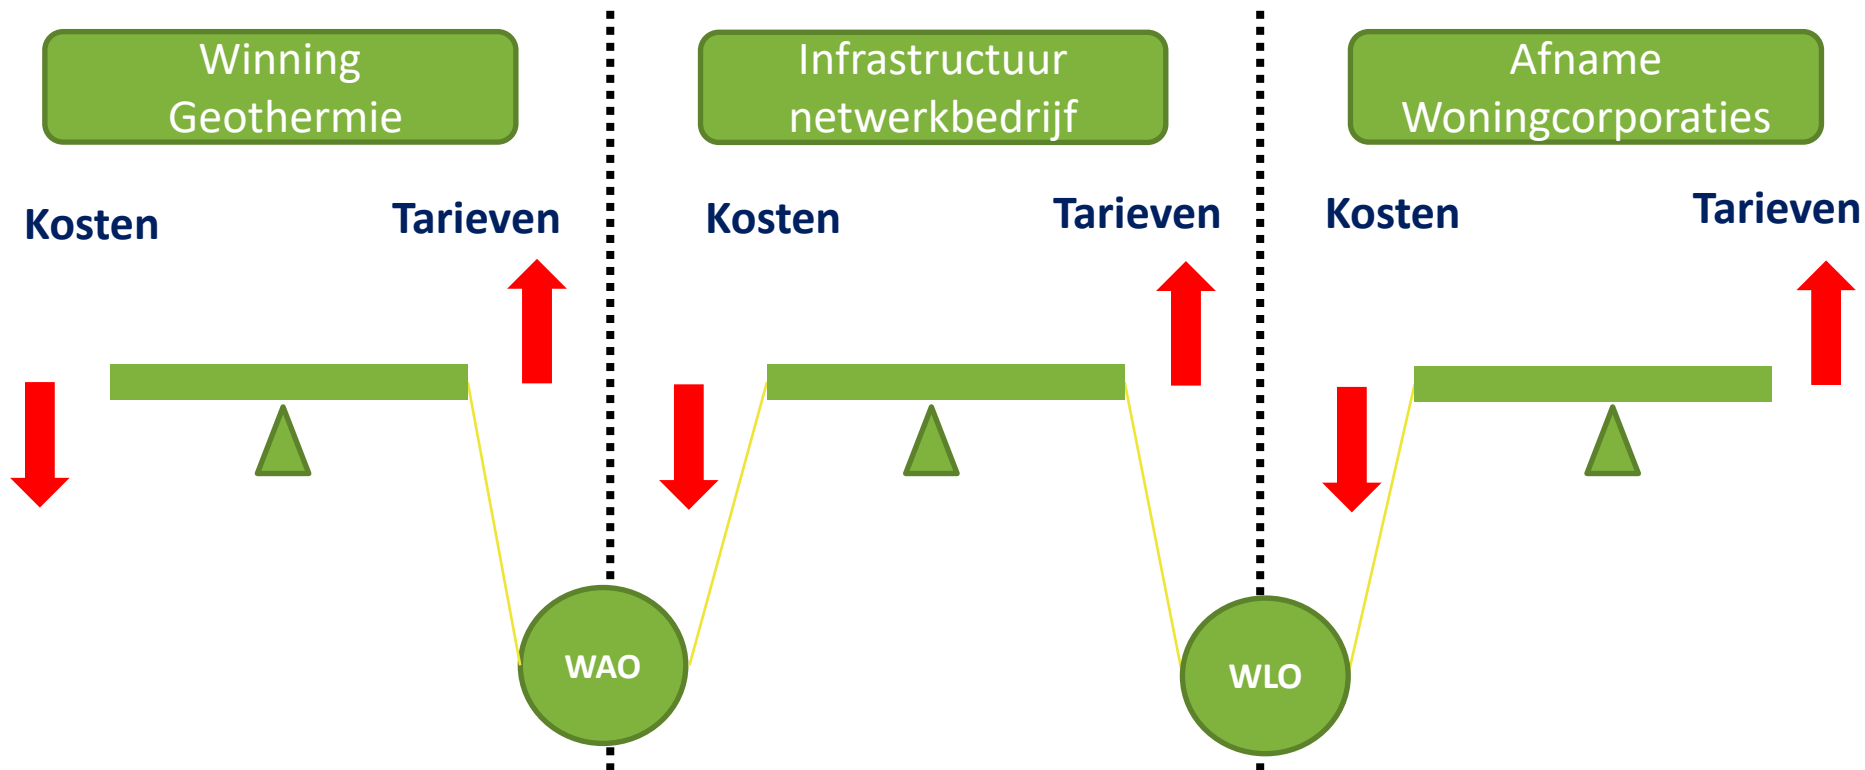 Winning
Geothermie
Infrastructuur
netwerkbedrijf
Afname
Woningcorporaties
Kosten
Tarieven
Kosten
Tarieven
Kosten
Tarieven
WAO
WLO